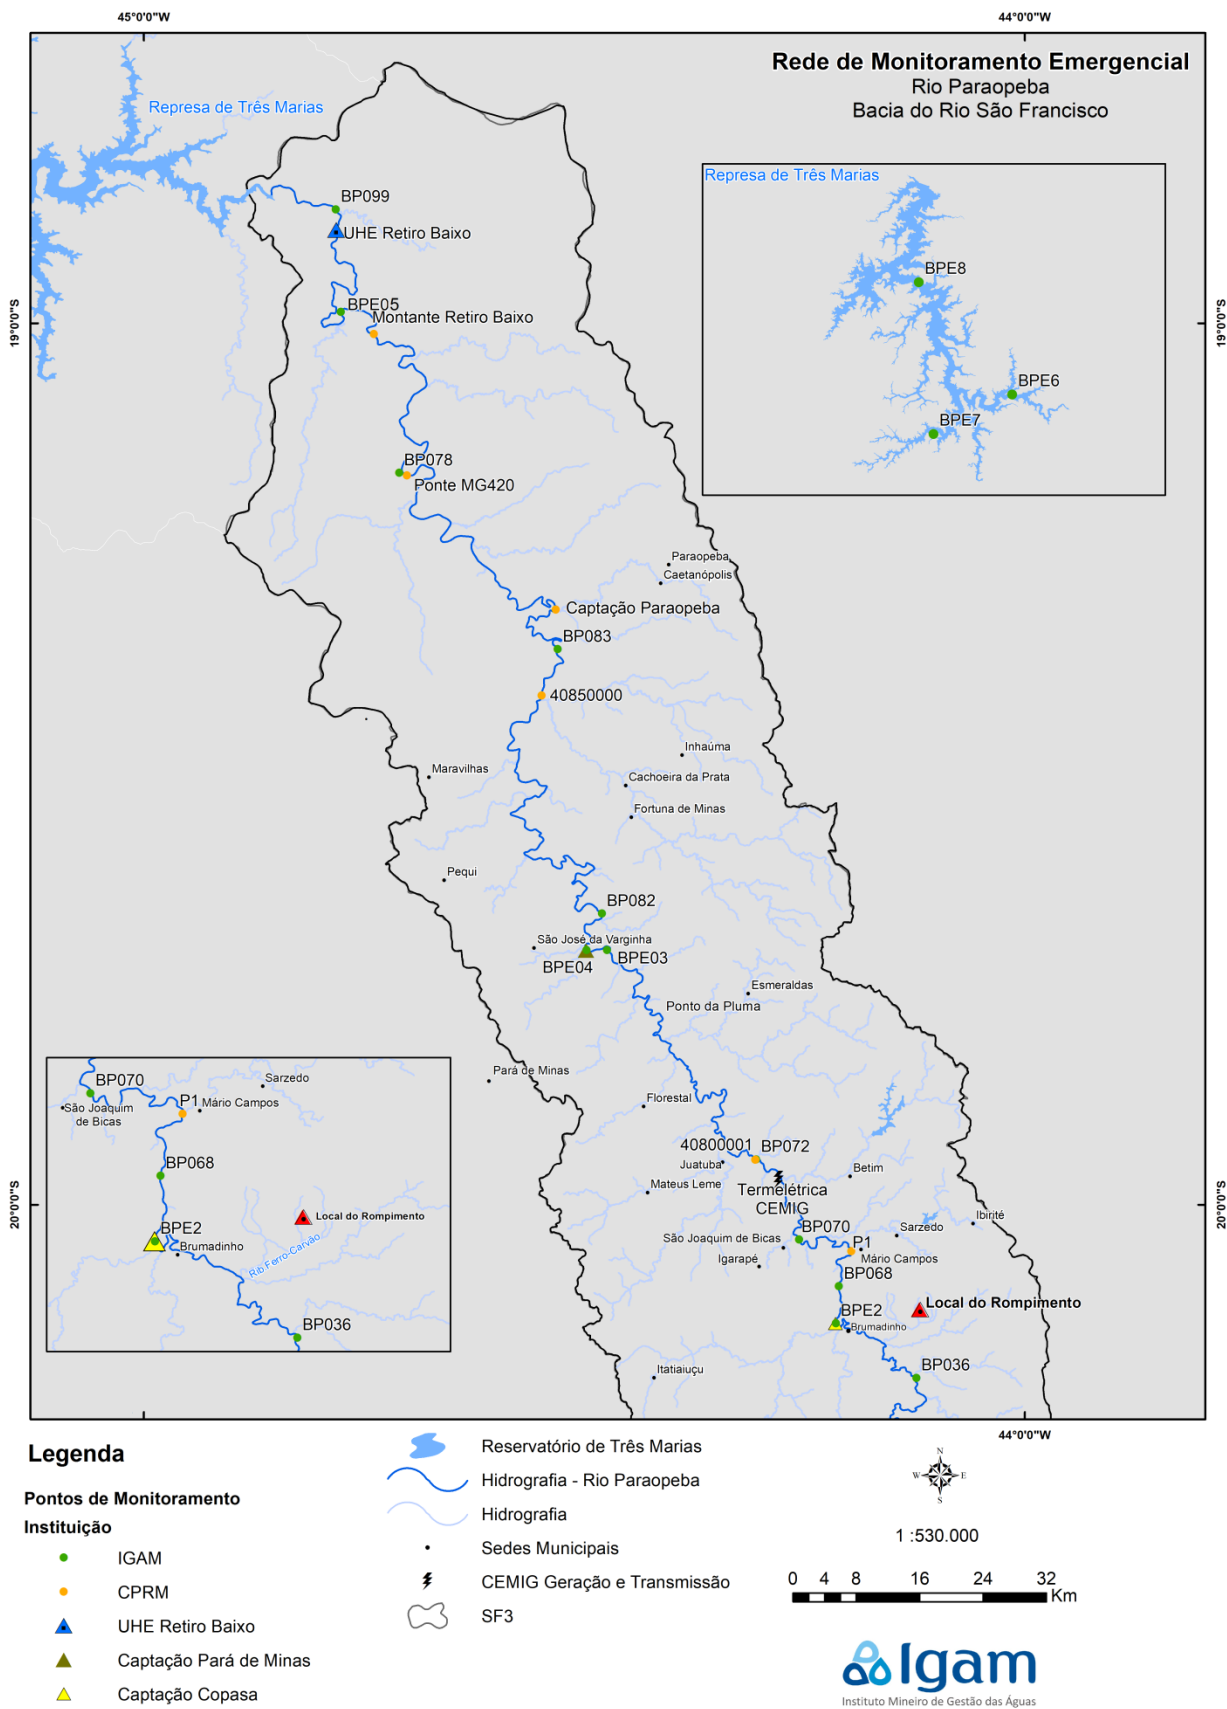 45°0'0"W
44°0'0"W
Rede de Monitoramento Emergencial
Rio Paraopeba
Bacia do Rio São Francisco
Represa de Três Marias
Represa de Três Marias
BP099
UHE Retiro Baixo
BPE8
BPE05
Montante Retiro Baixo
19°0'0"S
19°0'0"S
BPE6
BPE7
BP078
Ponte MG420
Paraopeba
Caetanópolis
Captação Paraopeba
BP083
40850000
Inhaúma
Maravilhas
Cachoeira da Prata
Fortuna de Minas
Pequi
BP082
São José da Varginha
BPE04
BPE03
Esmeraldas
Ponto da Pluma
Pará de Minas
Florestal
40800001
BP072
Juatuba
Betim
Mateus Leme
Termelétrica
CEMIG
20°0'0"S
20°0'0"S
Ibirité
BP070
Sarzedo
São Joaquim de Bicas
P1
Mário Campos
Igarapé
BP068
Local do Rompimento
BPE2
Brumadinho
BP036
Itatiaiuçu
BP070
Sarzedo
P1
Mário Campos
São Joaquim
de Bicas
BP068
Local do Rompimento
BPE2
Brumadinho
Rib Ferro-Carvão
BP036
44°0'0"W
Legenda
Pontos de Monitoramento
Instituição
IGAM
CPRM
UHE Retiro Baixo
Captação Pará de Minas
Captação Copasa
Reservatório de Três Marias
Hidrografia - Rio Paraopeba
Hidrografia
Sedes Municipais
CEMIG Geração e Transmissão
SF3
N
W
E
S
1 :530.000
0 4 8 16 24 32
Km
Igam
Instituto Mineiro de Gestão das Águas